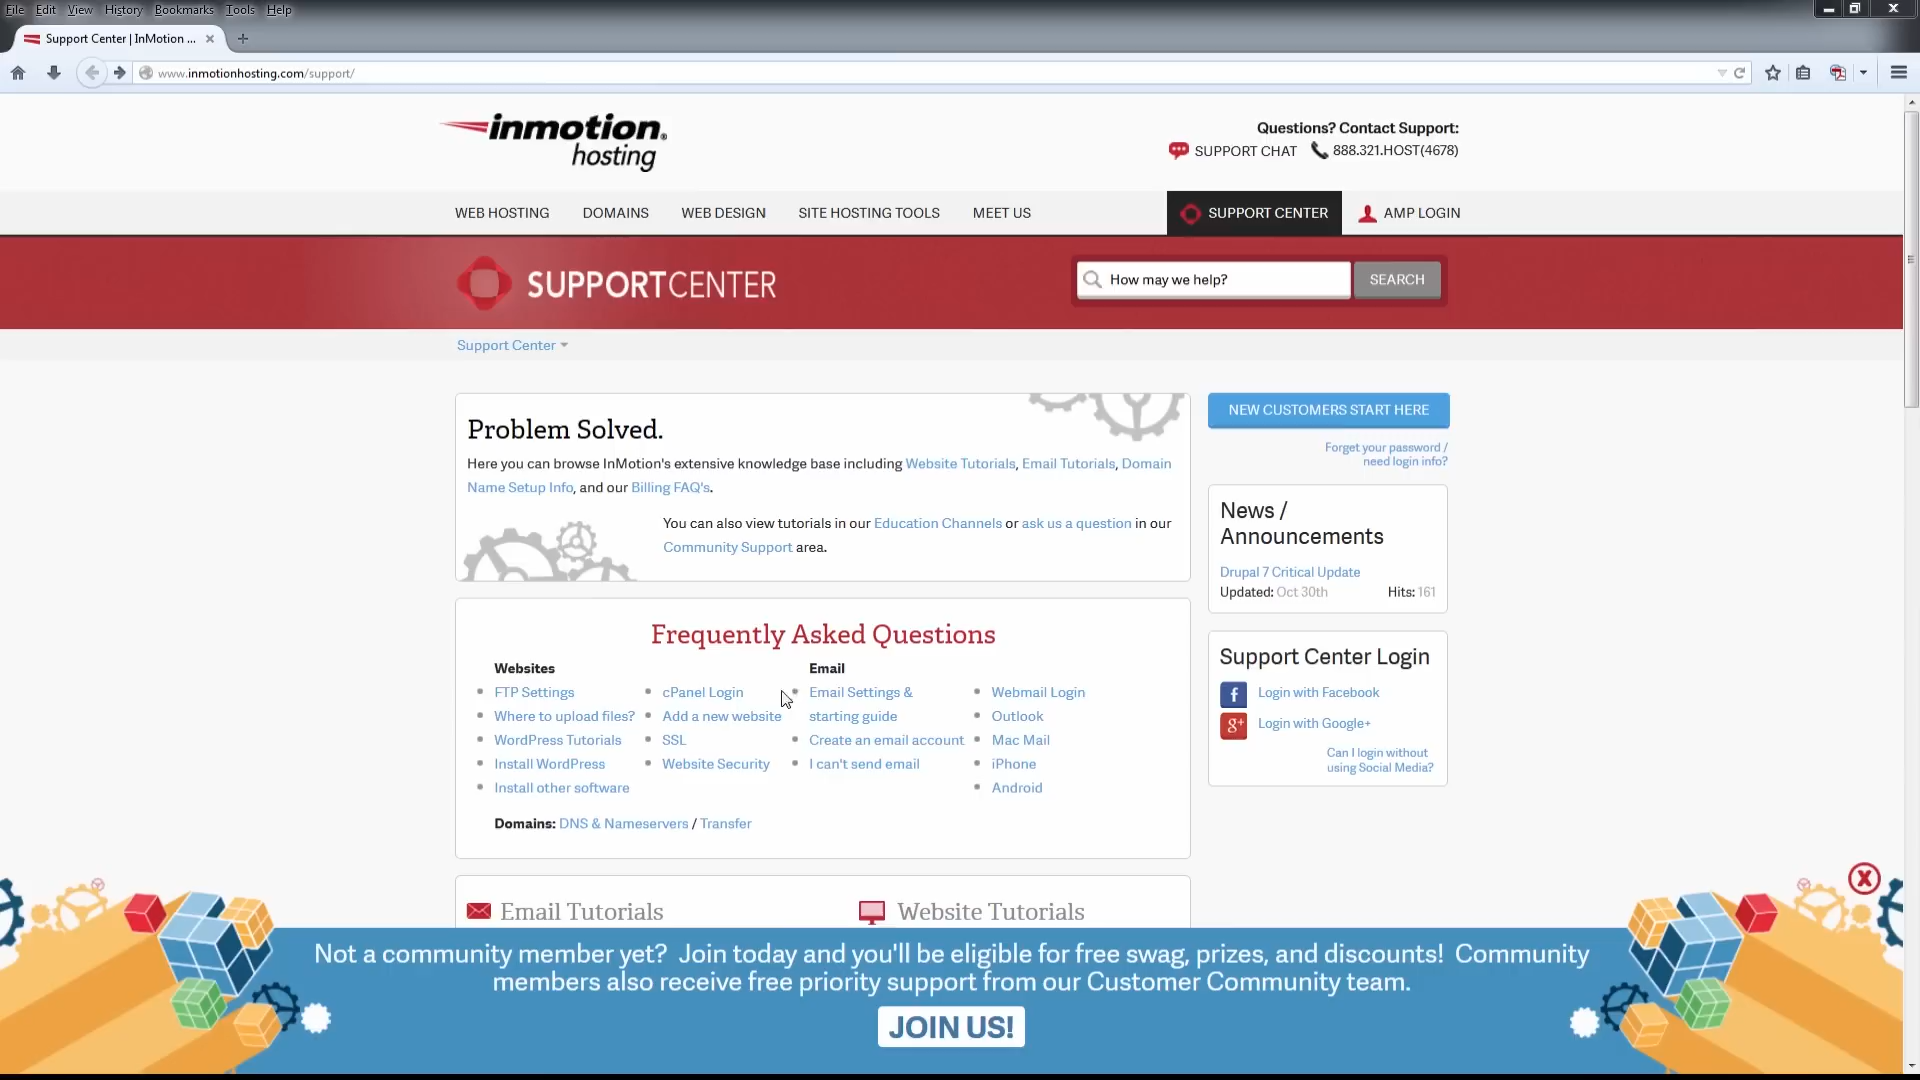 File Edit View History Bookmarks Tools Help
Support Center | InMotion ...
www.inmotionhosting.com/support/
inmotion hosting
Questions? Contact Support:
SUPPORT CHAT 888.321.HOST(4678)
WEB HOSTING DOMAINS WEB DESIGN SITE HOSTING TOOLS MEET US SUPPORT CENTER AMP LOGIN
SUPPORTCENTER
How may we help? SEARCH
Support Center
Problem Solved.
Here you can browse InMotion's extensive knowledge base including Website Tutorials, Email Tutorials, Domain
Name Setup Info, and our Billing FAQ's.
You can also view tutorials in our Education Channels or ask us a question in our
Community Support area.
NEW CUSTOMERS START HERE
Forget your password /
need login info?
News /
Announcements
Drupal 7 Critical Update
Updated: Oct 30th Hits: 161
Support Center Login
f Login with Facebook
g+ Login with Google+
Can I login without
using Social Media?
Frequently Asked Questions
Websites
FTP Settings
Where to upload files?
WordPress Tutorials
Install WordPress
Install other software
cPanel Login
Add a new website
SSL
Website Security
Email
Email Settings &
starting guide
Create an email account
I can't send email
Webmail Login
Outlook
Mac Mail
iPhone
Android
Domains: DNS & Nameservers / Transfer
Email Tutorials
Website Tutorials
Not a community member yet? Join today and you'll be eligible for free swag, prizes, and discounts! Community
members also receive free priority support from our Customer Community team.
JOIN US!